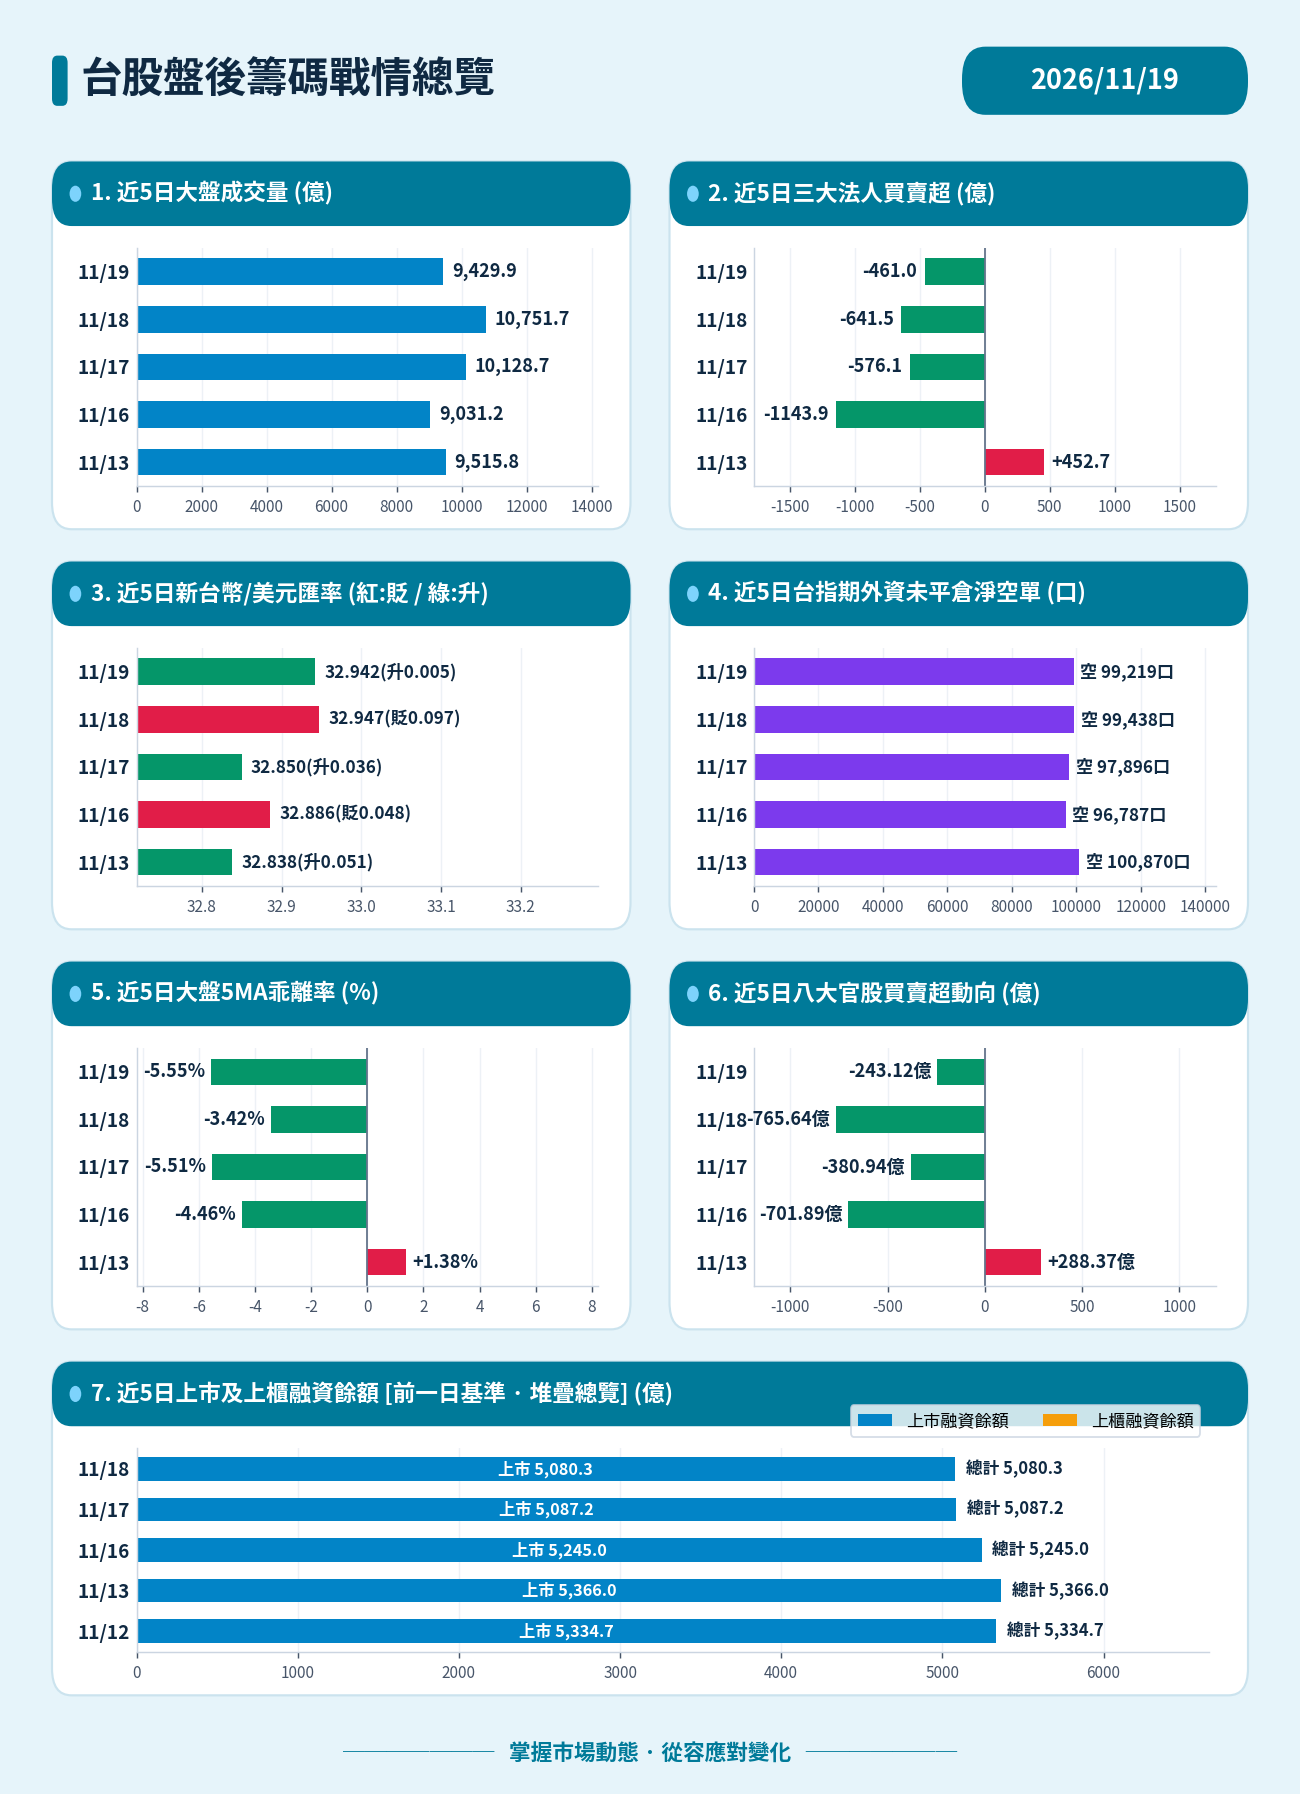 台股盤後籌碼戰情總覽
2026/11/19
1. 近5日大盤成交量 (億)
11/19 9,429.9
11/18 10,751.7
11/17 10,128.7
11/16 9,031.2
11/13 9,515.8
0 2000 4000 6000 8000 10000 12000 14000
2. 近5日三大法人買賣超 (億)
11/19 -461.0
11/18 -641.5
11/17 -576.1
11/16 -1143.9
11/13 +452.7
-1500 -1000 -500 0 500 1000 1500
3. 近5日新台幣/美元匯率 (紅:貶 / 綠:升)
11/19 32.942(升0.005)
11/18 32.947(貶0.097)
11/17 32.850(升0.036)
11/16 32.886(貶0.048)
11/13 32.838(升0.051)
32.8 32.9 33.0 33.1 33.2
4. 近5日台指期外資未平倉淨空單 (口)
11/19 空 99,219口
11/18 空 99,438口
11/17 空 97,896口
11/16 空 96,787口
11/13 空 100,870口
0 20000 40000 60000 80000 100000 120000 140000
5. 近5日大盤5MA乖離率 (%)
11/19 -5.55%
11/18 -3.42%
11/17 -5.51%
11/16 -4.46%
11/13 +1.38%
-8 -6 -4 -2 0 2 4 6 8
6. 近5日八大官股買賣超動向 (億)
11/19 -243.12億
11/18 -765.64億
11/17 -380.94億
11/16 -701.89億
11/13 +288.37億
-1000 -500 0 500 1000
7. 近5日上市及上櫃融資餘額 [前一日基準 · 堆疊總覽] (億)
上市融資餘額 上櫃融資餘額
11/18 上市 5,080.3 總計 5,080.3
11/17 上市 5,087.2 總計 5,087.2
11/16 上市 5,245.0 總計 5,245.0
11/13 上市 5,366.0 總計 5,366.0
11/12 上市 5,334.7 總計 5,334.7
0 1000 2000 3000 4000 5000 6000
掌握市場動態 · 從容應對變化